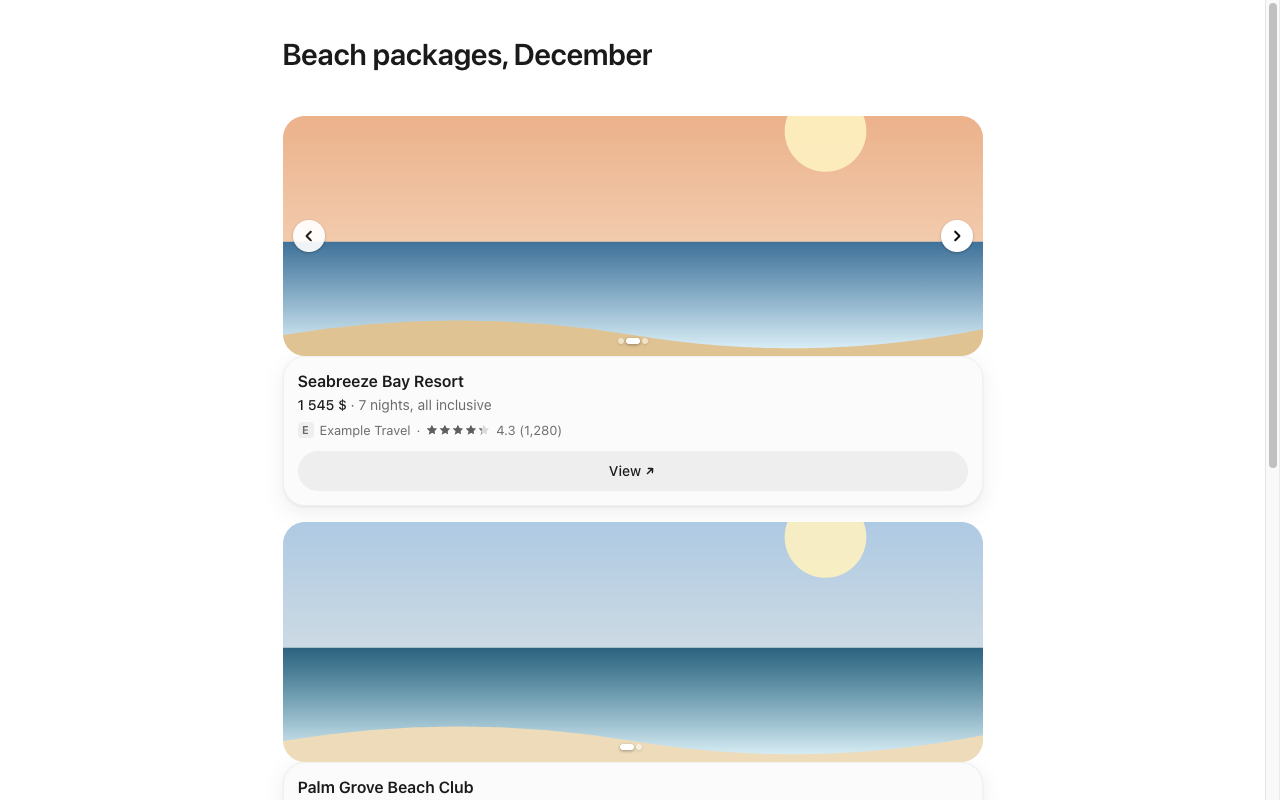 Beach packages, December
Seabreeze Bay Resort
1 545 $ · 7 nights, all inclusive
E Example Travel · 4.3 (1,280)
View
Palm Grove Beach Club